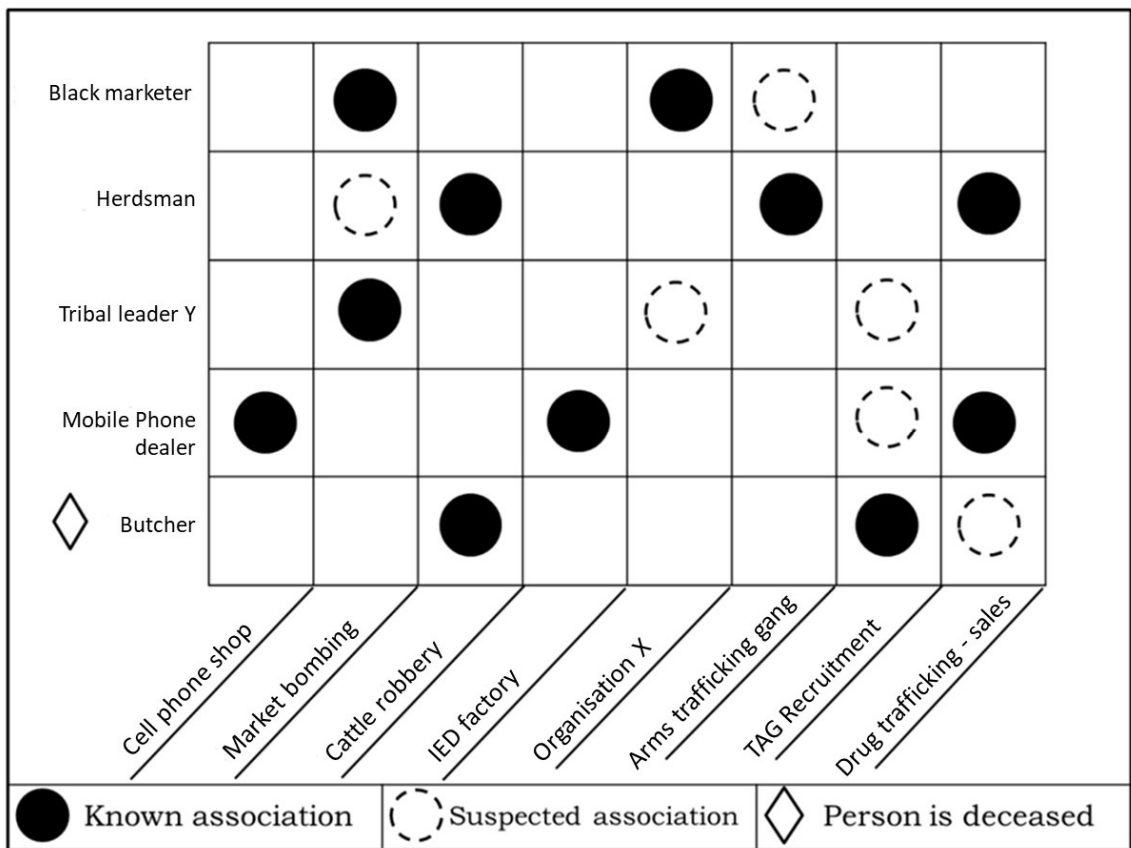 Black marketer
Herdsman
Tribal leader Y
Mobile Phone
dealer
Butcher
Cell phone shop
Market bombing
Cattle robbery
IED factory
Organisation X
Arms trafficking gang
TAG Recruitment
Drug trafficking - sales
Known association
Suspected association
Person is deceased